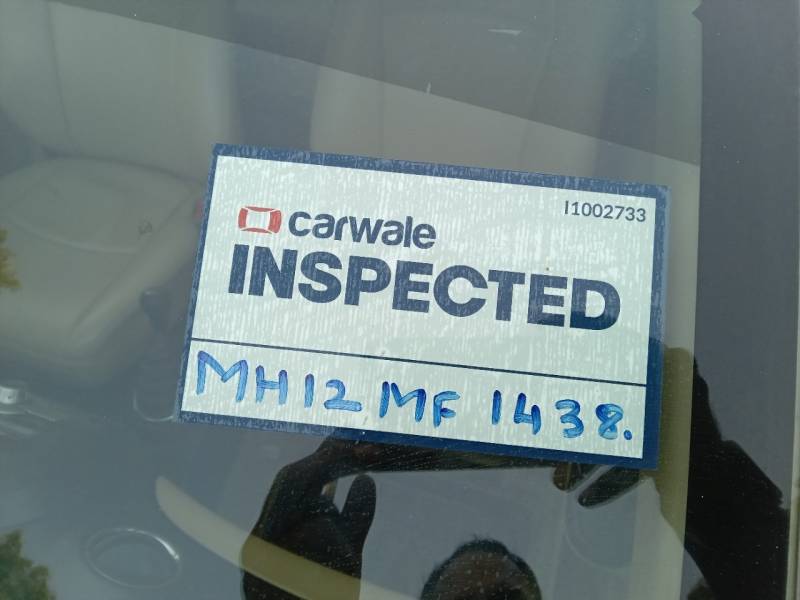 I1002733
carwale
INSPECTED
MH12 MF 1438.